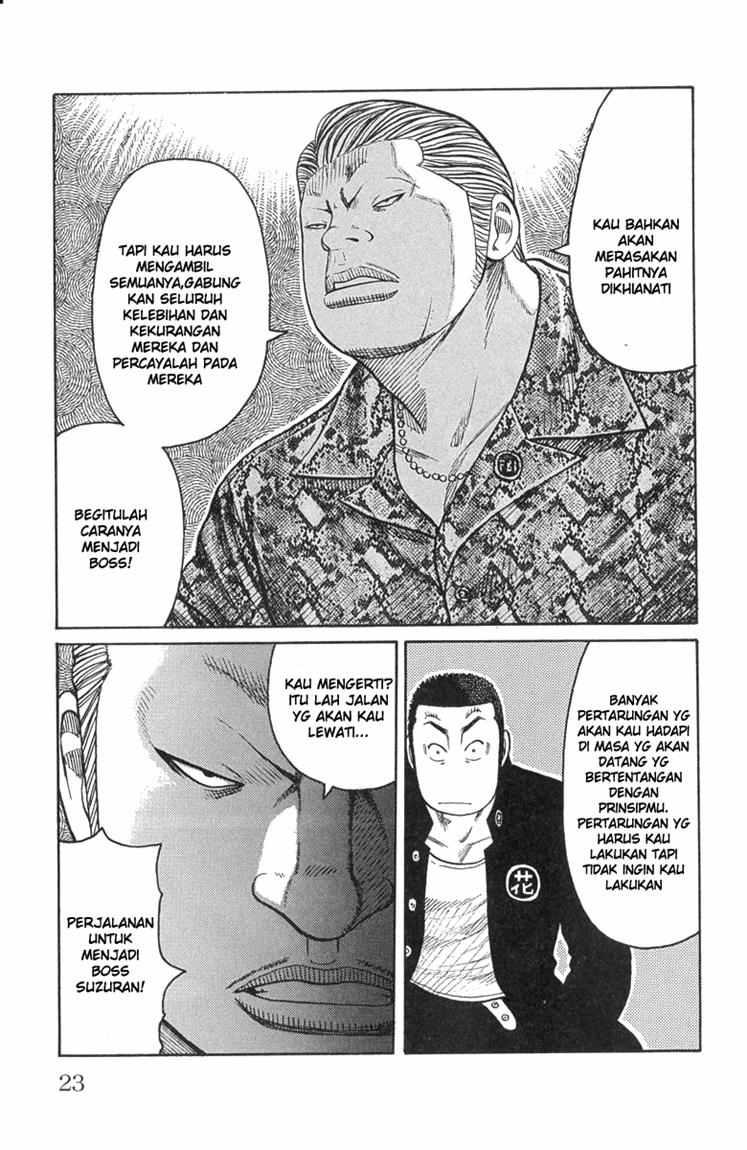 KAU BAHKAN
AKAN
MERASAKAN
PAHITNYA
DIKHIANATI
TAPI KAU HARUS
MENGAMBIL
SEMUANYA,GABUNG
KAN SELURUH
KELEBIHAN DAN
KEKURANGAN
MEREKA DAN
PERCAYALAH PADA
MEREKA
BEGITULAH
CARANYA
MENJADI
BOSS!
BANYAK
PERTARUNGAN YG
AKAN KAU HADAPI
DI MASA YG AKAN
DATANG YG
BERTENTANGAN
DENGAN
PRINSIPMU.
PERTARUNGAN YG
HARUS KAU
LAKUKAN TAPI
TIDAK INGIN KAU
LAKUKAN
花
KAU MENGERTI?
ITU LAH JALAN
YG AKAN KAU
LEWATI...
PERJALANAN
UNTUK
MENJADI
BOSS
SUZURAN!
23